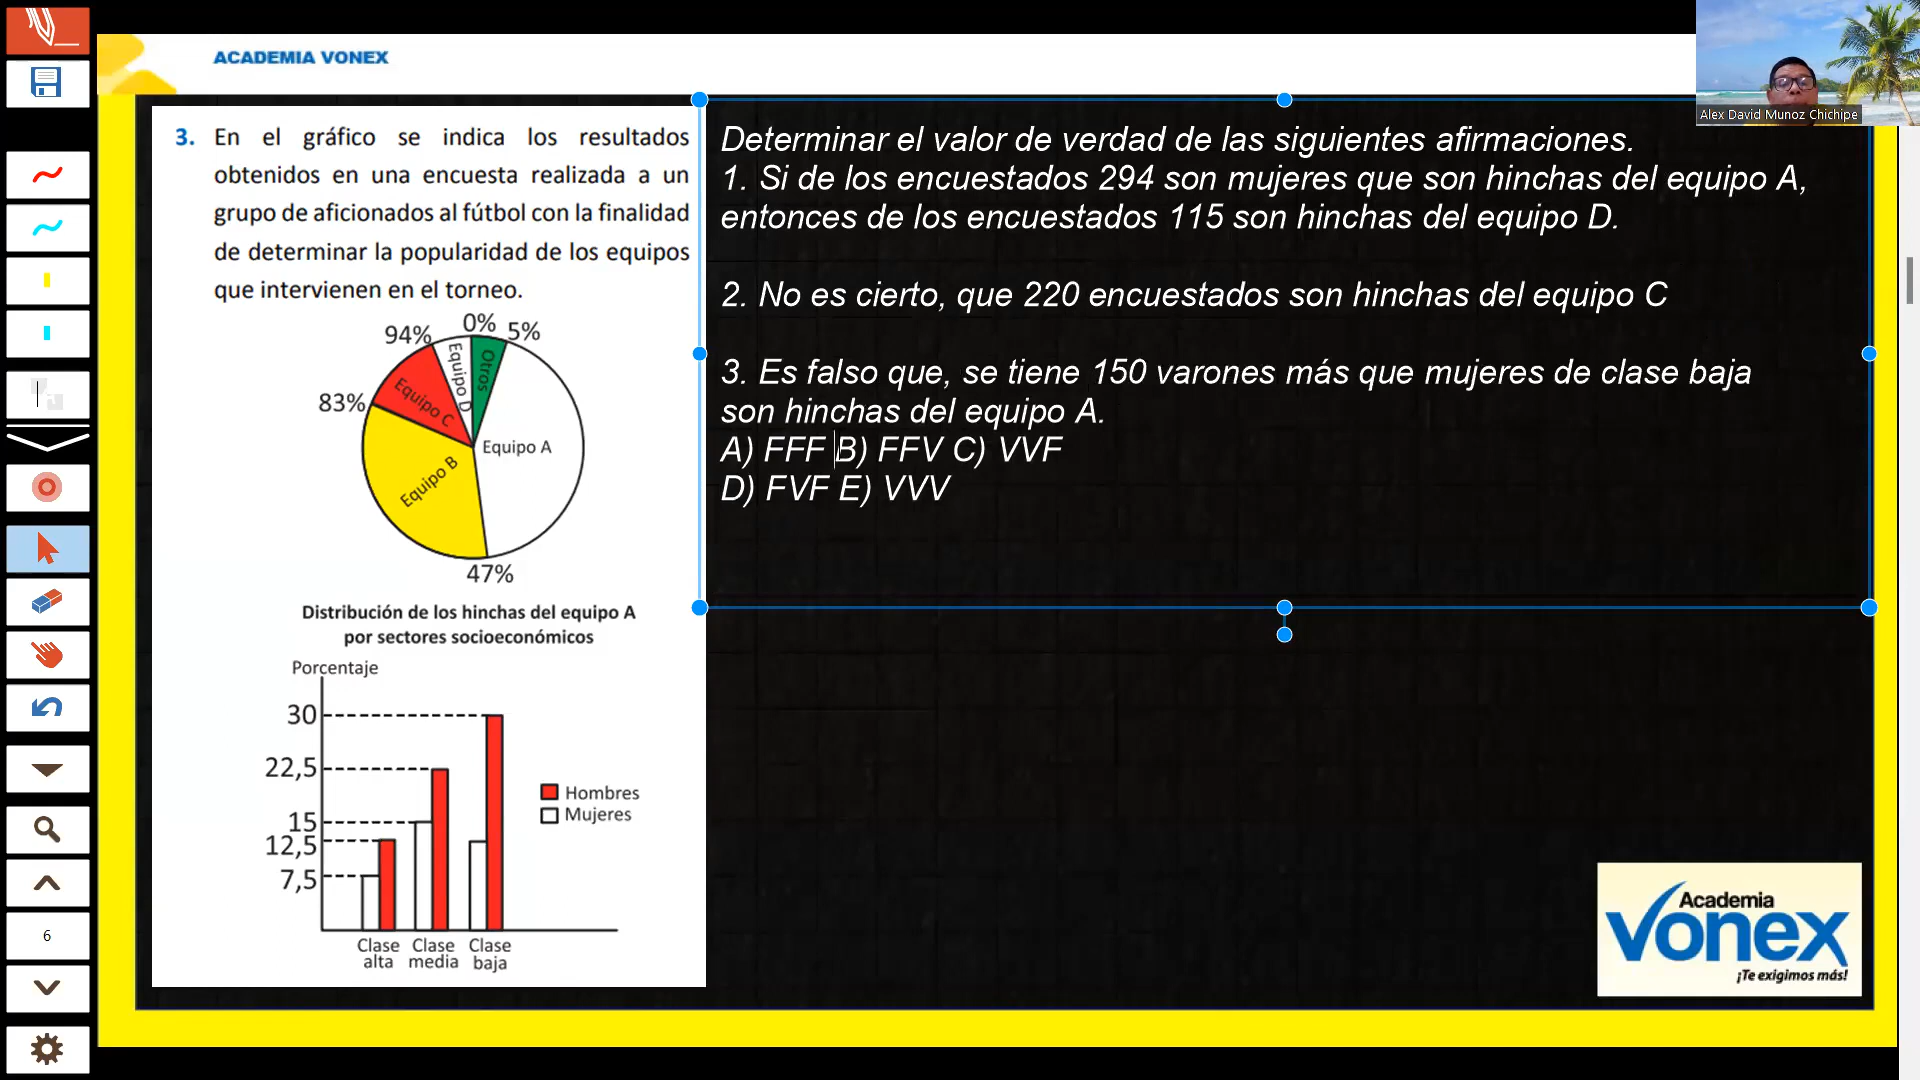 ACADEMIA VONEX
Alex David Munoz Chichipe
3. En el gráfico se indica los resultados
obtenidos en una encuesta realizada a un
grupo de aficionados al fútbol con la finalidad
de determinar la popularidad de los equipos
que intervienen en el torneo.
0%
5%
94%
83%
47%
Otros
Equipo D
Equipo C
Equipo B
Equipo A
Distribución de los hinchas del equipo A
por sectores socioeconómicos
Porcentaje
30
22,5
15
12,5
7,5
Hombres
Mujeres
Clase alta
Clase media
Clase baja
Determinar el valor de verdad de las siguientes afirmaciones.
1. Si de los encuestados 294 son mujeres que son hinchas del equipo A,
entonces de los encuestados 115 son hinchas del equipo D.
2. No es cierto, que 220 encuestados son hinchas del equipo C
3. Es falso que, se tiene 150 varones más que mujeres de clase baja
son hinchas del equipo A.
A) FFF B) FFV C) VVF
D) FVF E) VVV
Academia
Vonex
¡Te exigimos más!
6